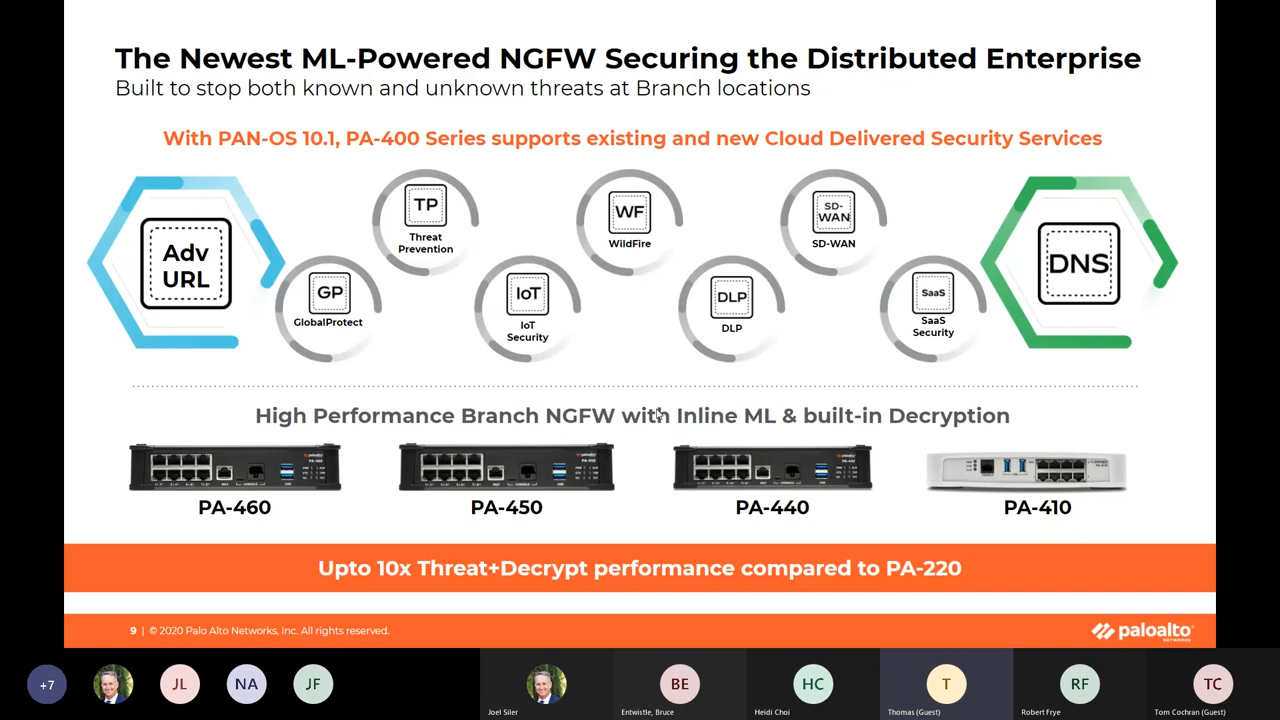 The Newest ML-Powered NGFW Securing the Distributed Enterprise
Built to stop both known and unknown threats at Branch locations
With PAN-OS 10.1, PA-400 Series supports existing and new Cloud Delivered Security Services
Adv
URL
TP
Threat
Prevention
WF
WildFire
SD-
WAN
SD-WAN
DNS
GP
GlobalProtect
IoT
IoT
Security
DLP
DLP
SaaS
SaaS
Security
High Performance Branch NGFW with Inline ML & built-in Decryption
PA-460
PA-450
PA-440
PA-410
Upto 10x Threat+Decrypt performance compared to PA-220
9 | © 2020 Palo Alto Networks, Inc. All rights reserved.
paloalto
NETWORKS
+7
JL
NA
JF
BE
HC
T
RF
TC
Joel Siler
Entwistle, Bruce
Heidi Choi
Thomas (Guest)
Robert Frye
Tom Cochran (Guest)